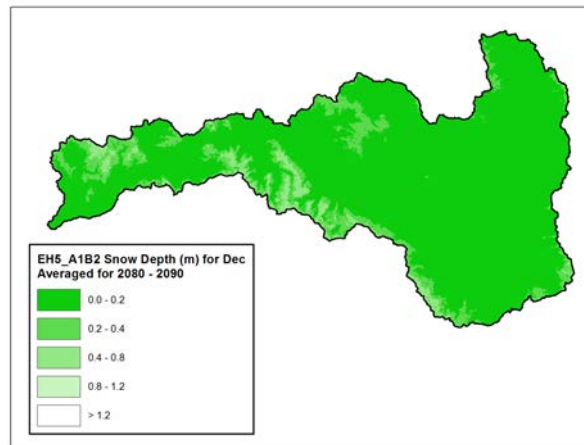 EH5_A1B2 Snow Depth (m) for Dec
Averaged for 2080 - 2090
0.0 - 0.2
0.2 - 0.4
0.4 - 0.8
0.8 - 1.2
> 1.2